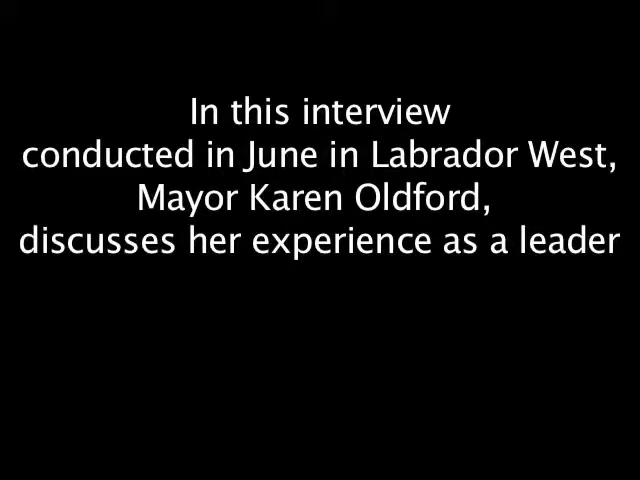 In this interview
conducted in June in Labrador West,
Mayor Karen Oldford,
discusses her experience as a leader